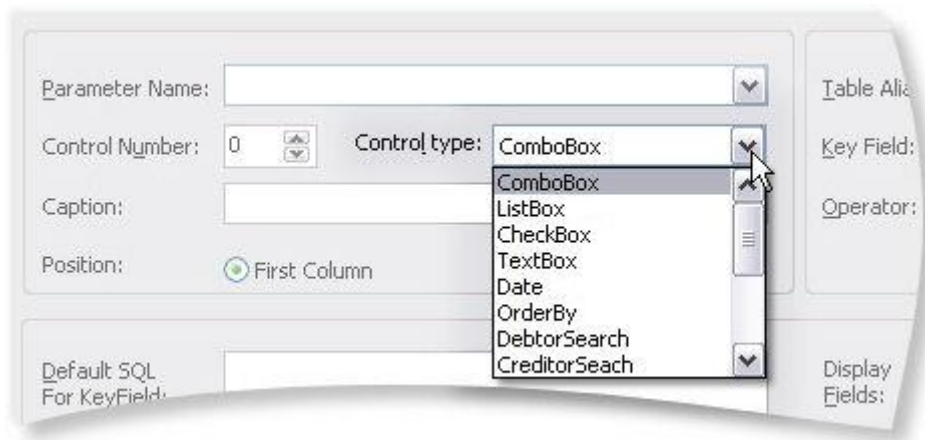 Parameter Name: Table Alia
Control Number: 0 Control type: ComboBox Key Field:
ComboBox
Caption: ListBox Operator:
CheckBox
Position: First Column TextBox
Date
OrderBy
DebtorSearch
Default SQL CreditorSeach Display
For KeyField: Fields: